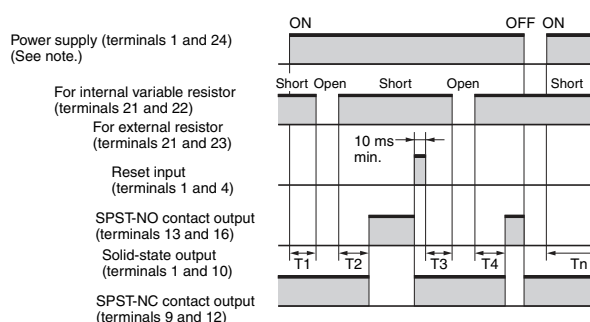 ON OFF ON
Power supply (terminals 1 and 24)
(See note.)
Short Open Short Open Short
For internal variable resistor
(terminals 21 and 22)
For external resistor
(terminals 21 and 23)
10 ms
min.
Reset input
(terminals 1 and 4)
SPST-NO contact output
(terminals 13 and 16)
Solid-state output
(terminals 1 and 10)
T1 T2 T3 T4 Tn
SPST-NC contact output
(terminals 9 and 12)